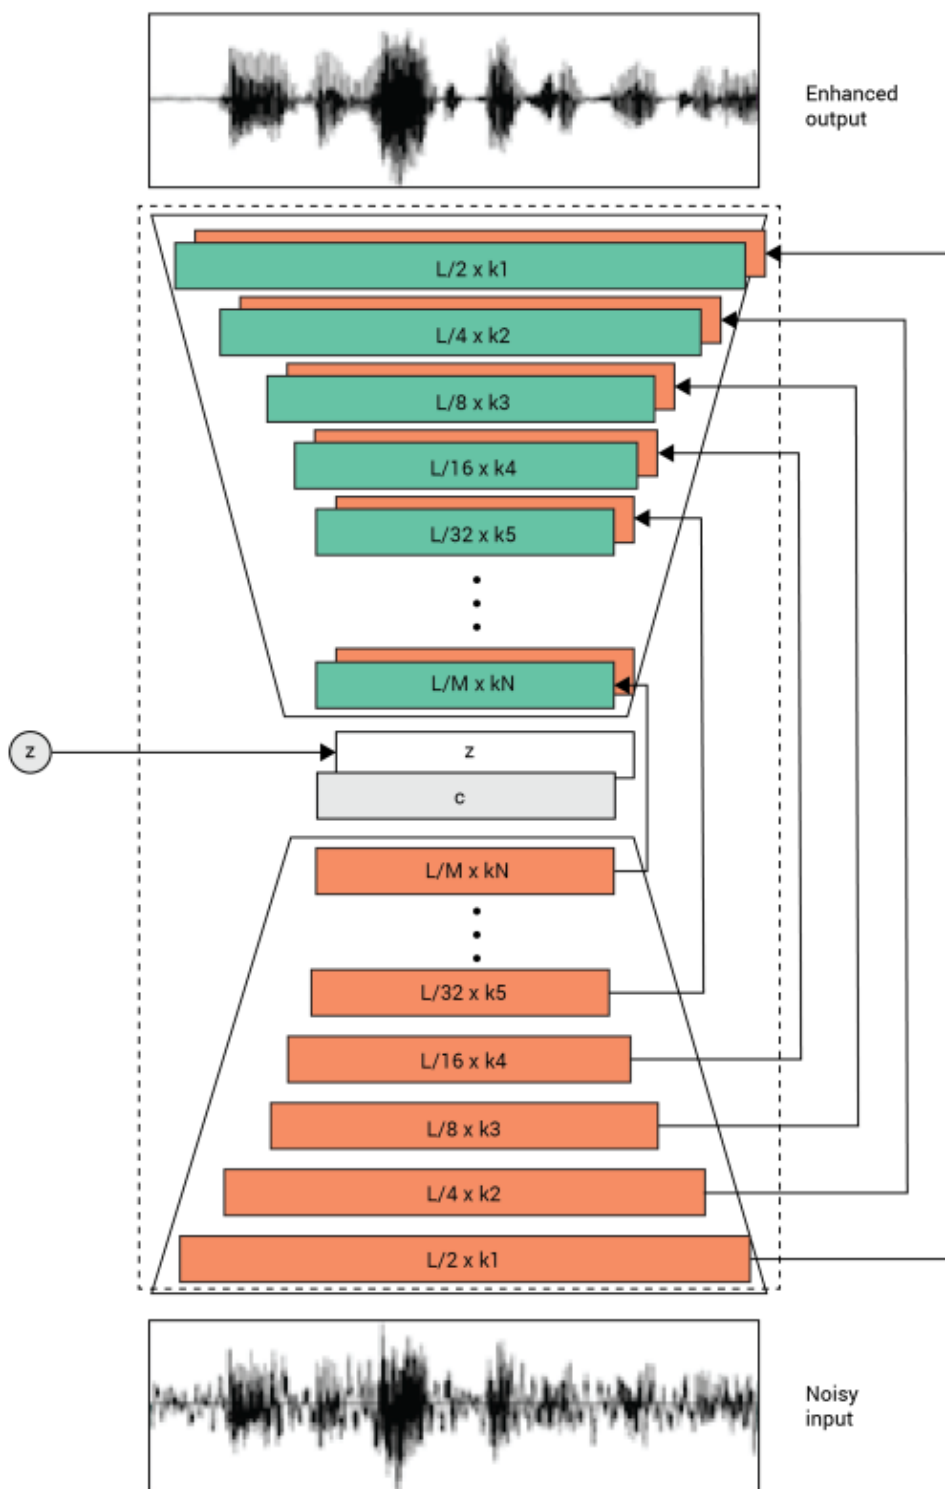 Enhanced
output
L/2 x k1
L/4 x k2
L/8 x k3
L/16 x k4
L/32 x k5
L/M x kN
z
z
c
L/M x kN
L/32 x k5
L/16 x k4
L/8 x k3
L/4 x k2
L/2 x k1
Noisy
input